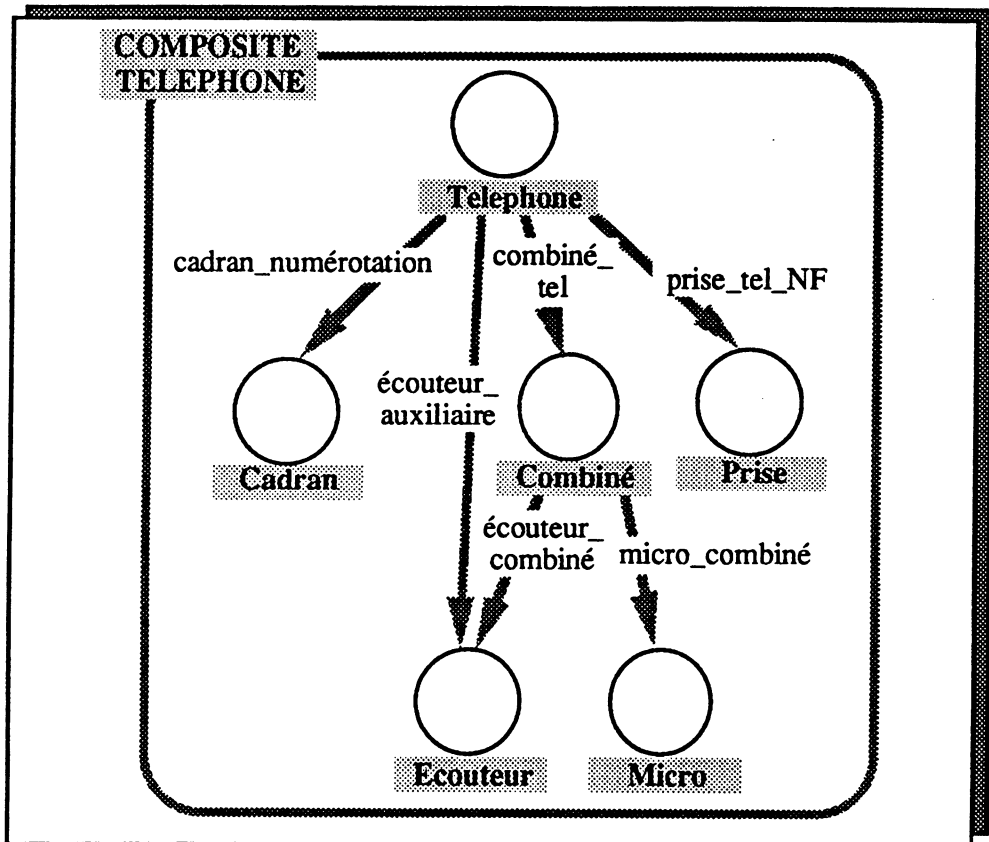 COMPOSITE
TELEPHONE
Telephone
cadran_numérotation
combiné_
tel
prise_tel_NF
écouteur_
auxiliaire
Cadran
Combiné
Prise
écouteur_
combiné
micro_combiné
Ecouteur
Micro